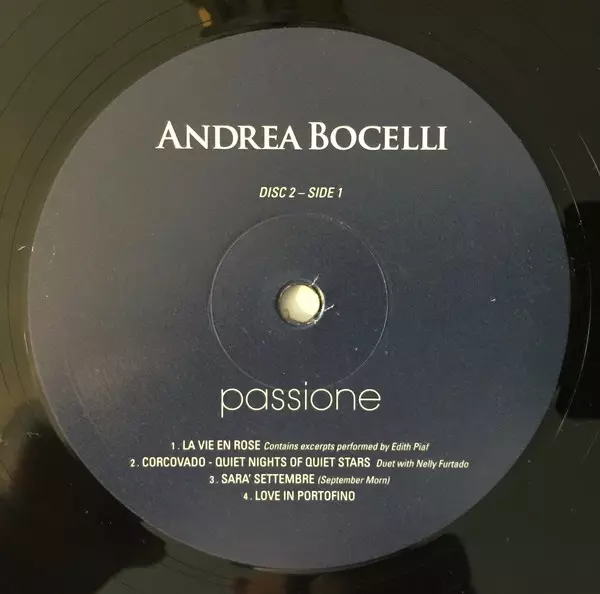 ANDREA BOCELLI
DISC 2 – SIDE 1
passione
1 . LA VIE EN ROSE Contains excerpts performed by Edith Piaf
2 . CORCOVADO - QUIET NIGHTS OF QUIET STARS Duet with Nelly Furtado
3 . SARA' SETTEMBRE (September Morn)
4 . LOVE IN PORTOFINO